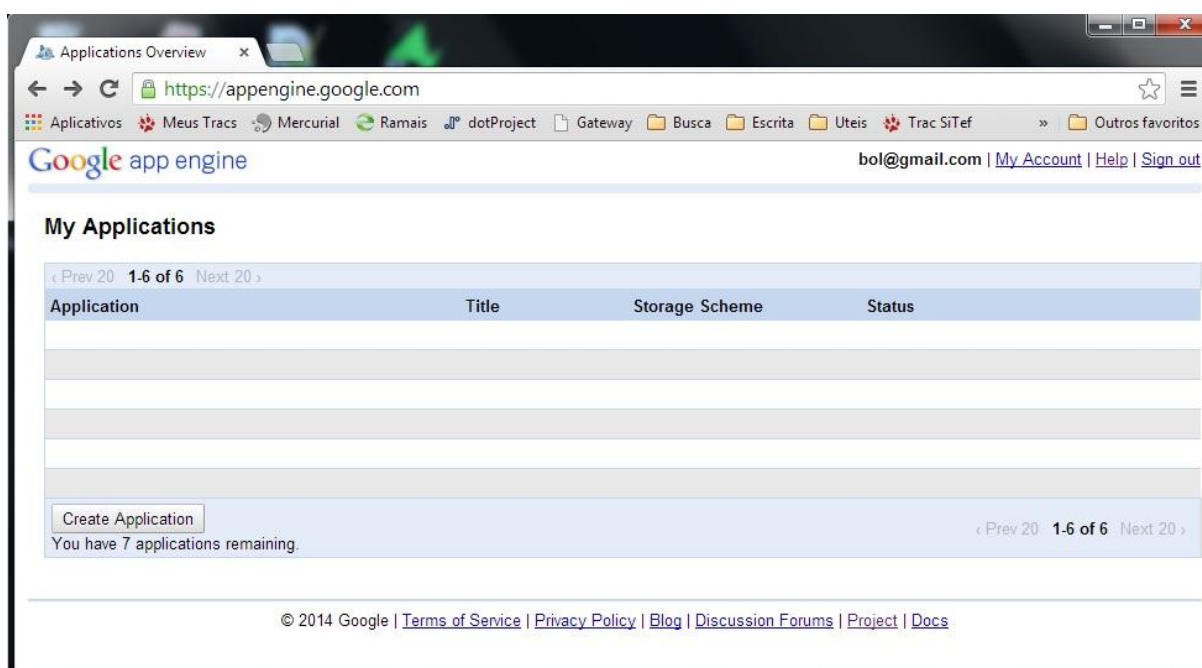 Applications Overview
https://appengine.google.com
Aplicativos Meus Tracs Mercurial Ramais dotProject Gateway Busca Escrita Uteis Trac SiTef » Outros favoritos
Google app engine bol@gmail.com | My Account | Help | Sign out
My Applications
‹ Prev 20 1-6 of 6 Next 20 ›
Application Title Storage Scheme Status
Create Application
You have 7 applications remaining.
‹ Prev 20 1-6 of 6 Next 20 ›
© 2014 Google | Terms of Service | Privacy Policy | Blog | Discussion Forums | Project | Docs